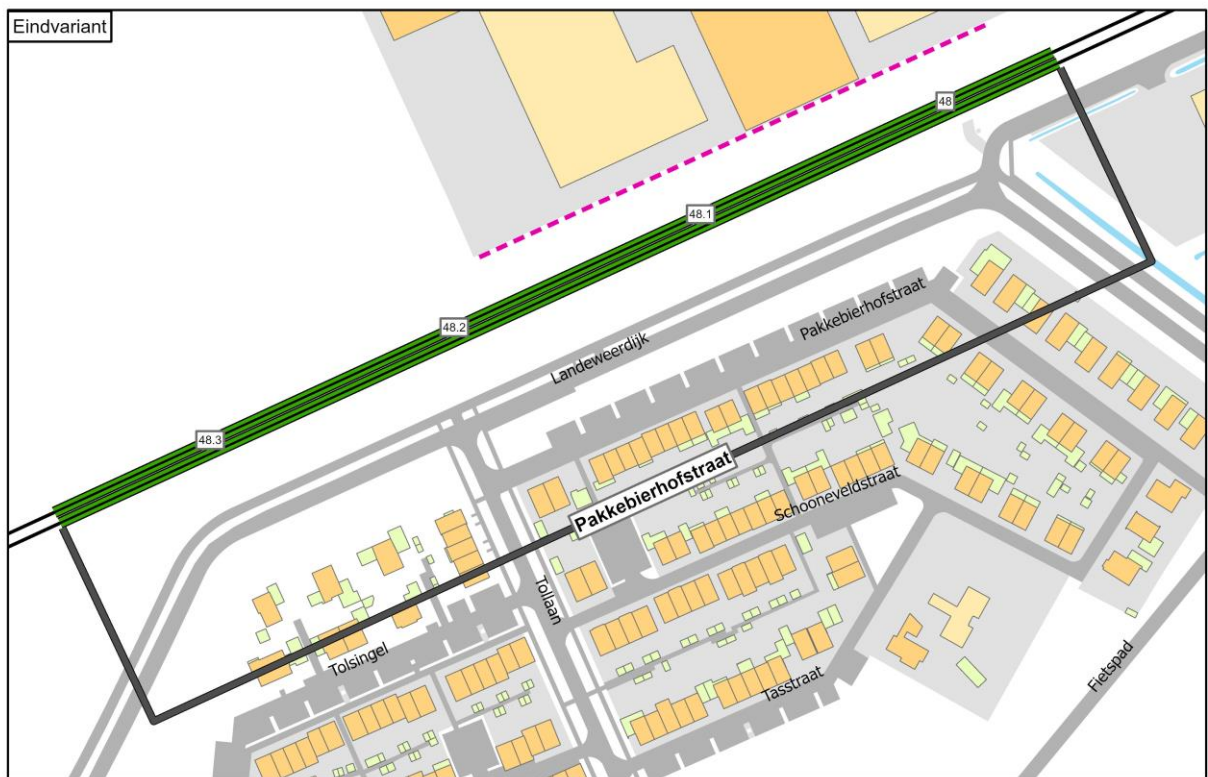 Eindvariant
48
48.1
48.2
48.3
Landeweerdijk
Pakkebierhofstraat
Pakkebierhofstraat
Schooneveldstraat
Tollaan
Tolsingel
Tasstraat
Fietspad